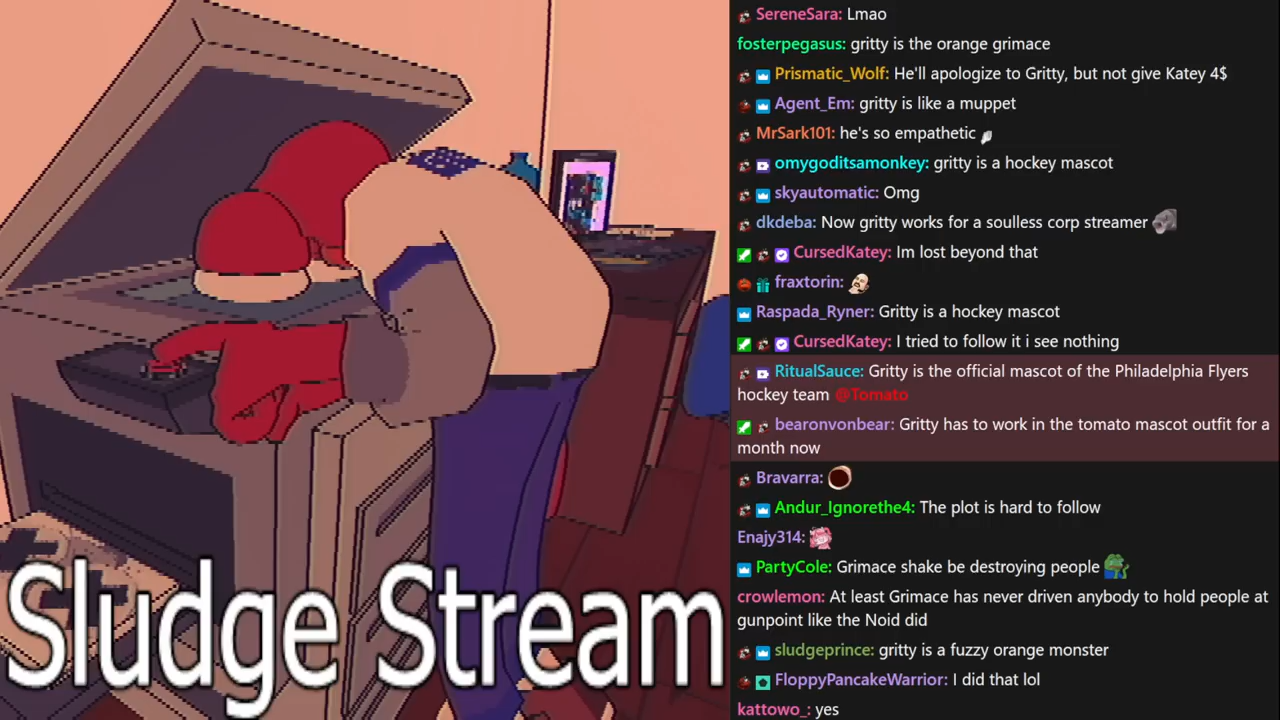 SereneSara: Lmao
fosterpegasus: gritty is the orange grimace
Prismatic_Wolf: He'll apologize to Gritty, but not give Katey 4$
Agent_Em: gritty is like a muppet
MrSark101: he's so empathetic
omygoditsamonkey: gritty is a hockey mascot
skyautomatic: Omg
dkdeba: Now gritty works for a soulless corp streamer
CursedKatey: Im lost beyond that
fraxtorin:
Raspada_Ryner: Gritty is a hockey mascot
CursedKatey: I tried to follow it i see nothing
RitualSauce: Gritty is the official mascot of the Philadelphia Flyers
hockey team @Tomato
bearonvonbear: Gritty has to work in the tomato mascot outfit for a
month now
Bravarra:
Andur_Ignorethe4: The plot is hard to follow
Enajy314:
PartyCole: Grimace shake be destroying people
crowlemon: At least Grimace has never driven anybody to hold people at
gunpoint like the Noid did
sludgeprince: gritty is a fuzzy orange monster
FloppyPancakeWarrior: I did that lol
kattowo_: yes
Sludge Stream